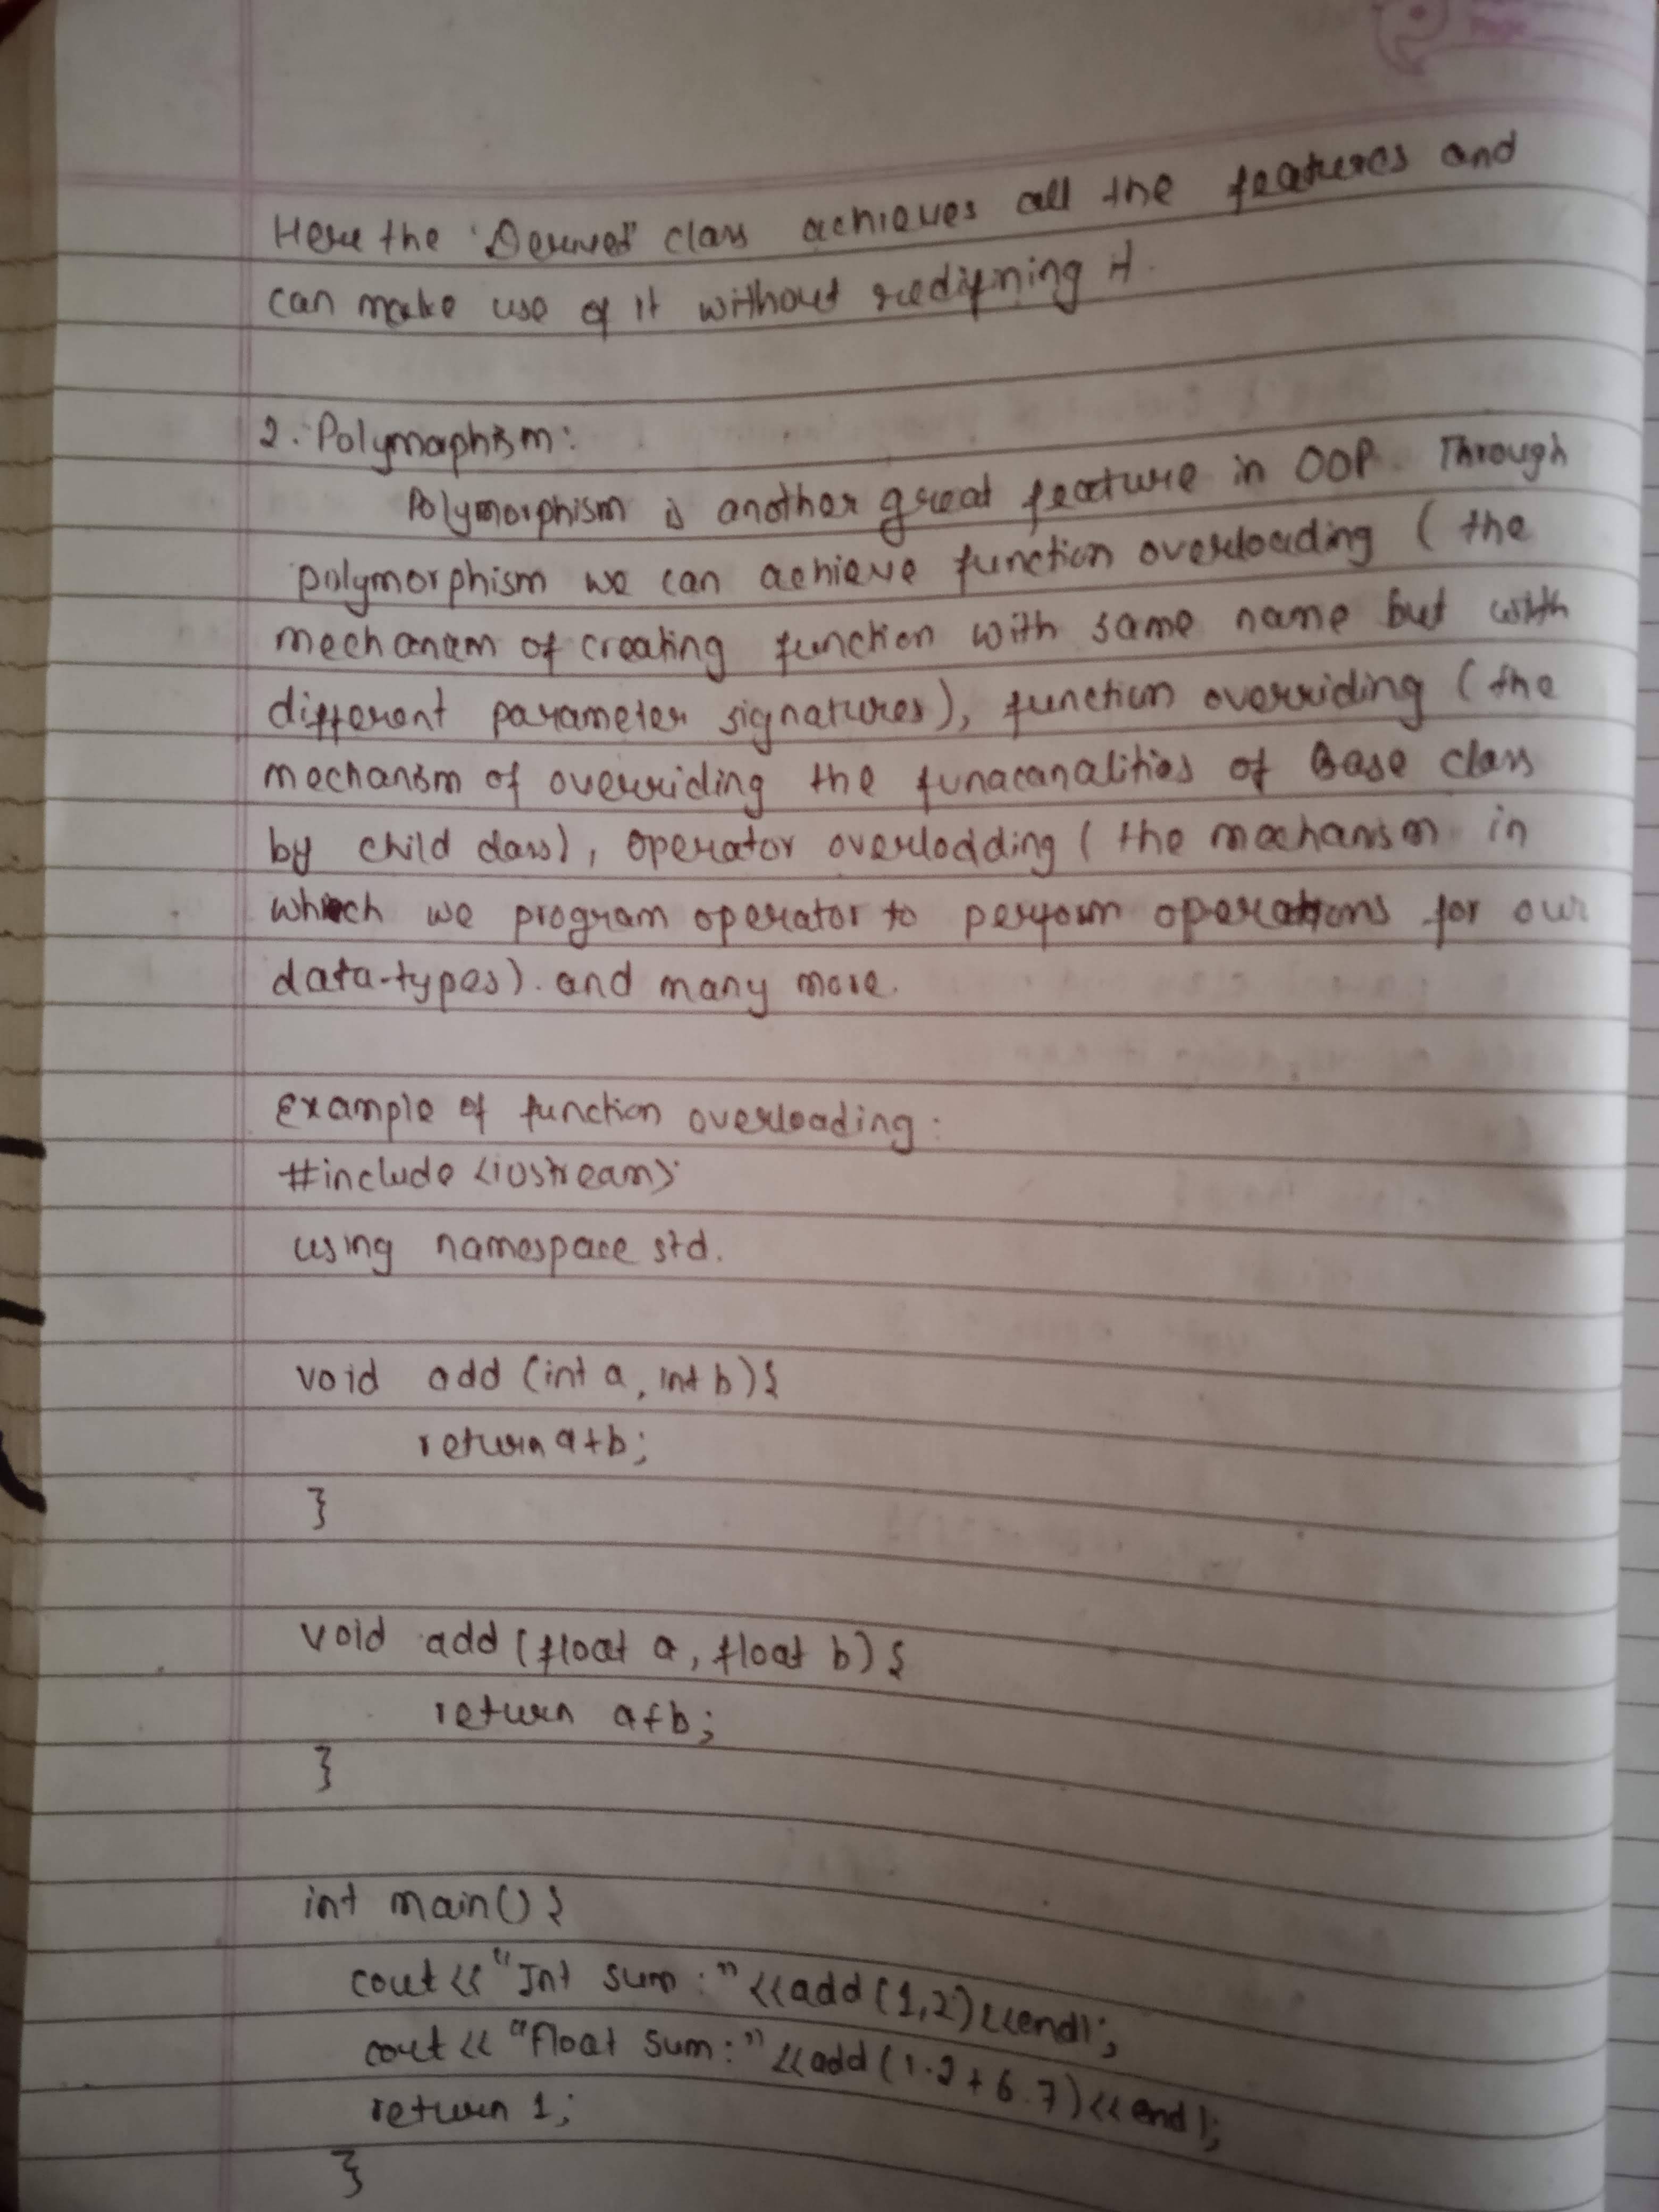 Here the "Derived" class achieves all the features and
can make use of it without redifining it.
2. Polymorphism:
Polymorphism is another great feature in OOP. Through
polymorphism we can achieve function overloading ( the
mechanism of creating function with same name but with
different parameter signatures), function overriding ( the
mechanism of overriding the funacanalities of Base class
by child class), operator overlodding ( the mechanism in
which we program operator to perform operations for our
data-types). and many more.
Example of function overloading:
#include <iostream>
using namespace std.
void add (int a, int b){
return a+b;
}
void add (float a, float b) {
return a+b;
}
int main() {
cout << "Int sum :" << add (1,2) << endl;
cout << "Float sum:" << add (1.2 + 6.7) << endl;
return 1;
}